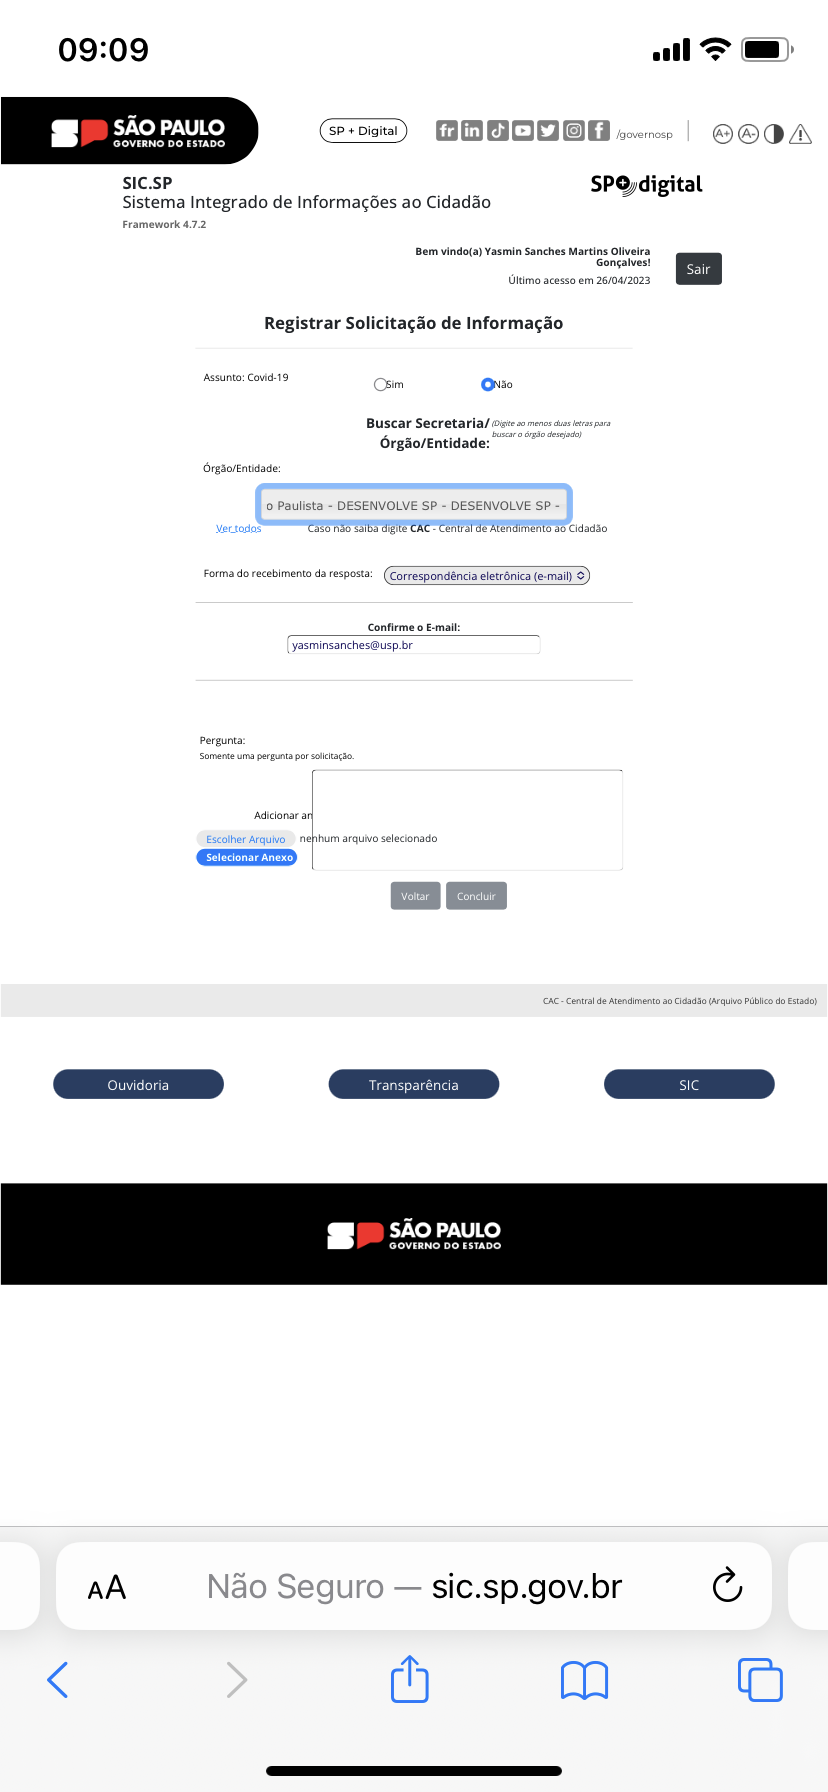 09:09
SÃO PAULO
GOVERNO DO ESTADO
SP + Digital
/governosp
A+ A-
SIC.SP
Sistema Integrado de Informações ao Cidadão
Framework 4.7.2
SP+digital
Bem vindo(a) Yasmin Sanches Martins Oliveira
Gonçalves!
Último acesso em 26/04/2023
Sair
Registrar Solicitação de Informação
Assunto: Covid-19
Sim
Não
Buscar Secretaria/
Órgão/Entidade:
(Digite ao menos duas letras para
buscar o órgão desejado)
Órgão/Entidade:
o Paulista - DESENVOLVE SP - DESENVOLVE SP -
Ver todos
Caso não saiba digite CAC - Central de Atendimento ao Cidadão
Forma do recebimento da resposta:
Correspondência eletrônica (e-mail)
Confirme o E-mail:
yasminsanches@usp.br
Pergunta:
Somente uma pergunta por solicitação.
Adicionar an
Escolher Arquivo
nenhum arquivo selecionado
Selecionar Anexo
Voltar
Concluir
CAC - Central de Atendimento ao Cidadão (Arquivo Público do Estado)
Ouvidoria
Transparência
SIC
SÃO PAULO
GOVERNO DO ESTADO
AA
Não Seguro — sic.sp.gov.br